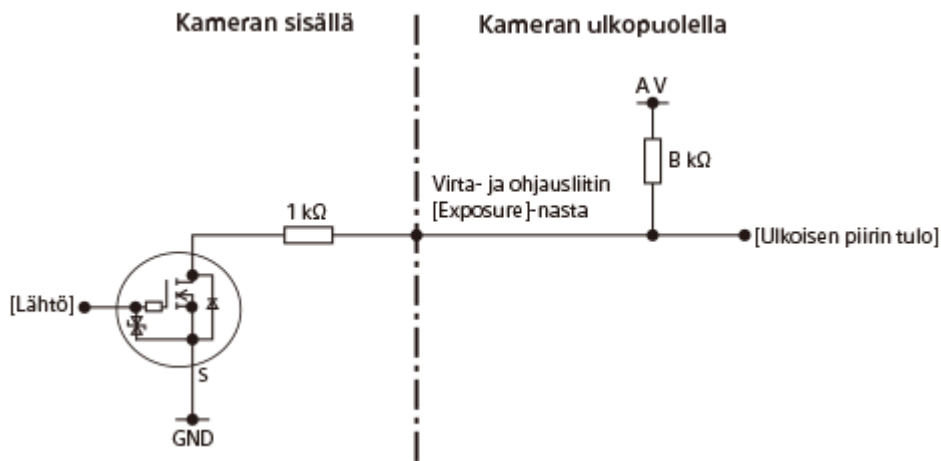 Kameran sisällä
Kameran ulkopuolella
A V
B kΩ
Virta- ja ohjausliitin
[Exposure]-nasta
1 kΩ
[Ulkoisen piirin tulo]
[Lähtö]
S
GND